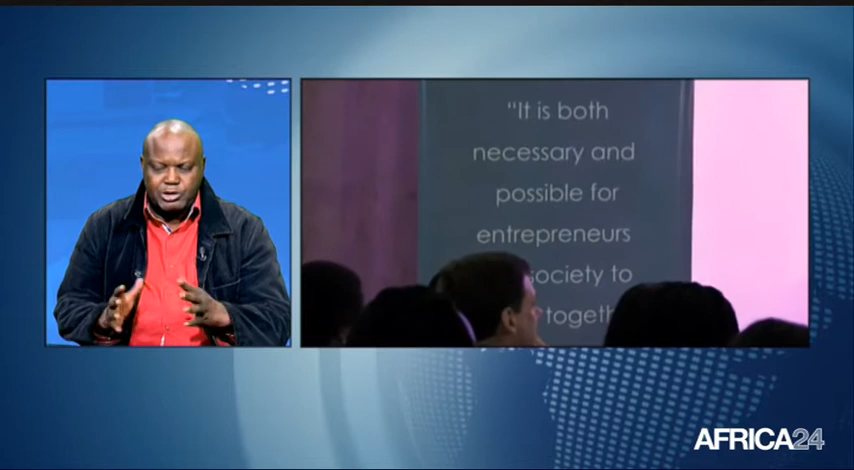 “It is both
necessary and
possible for
entrepreneurs
society to
AFRICA24